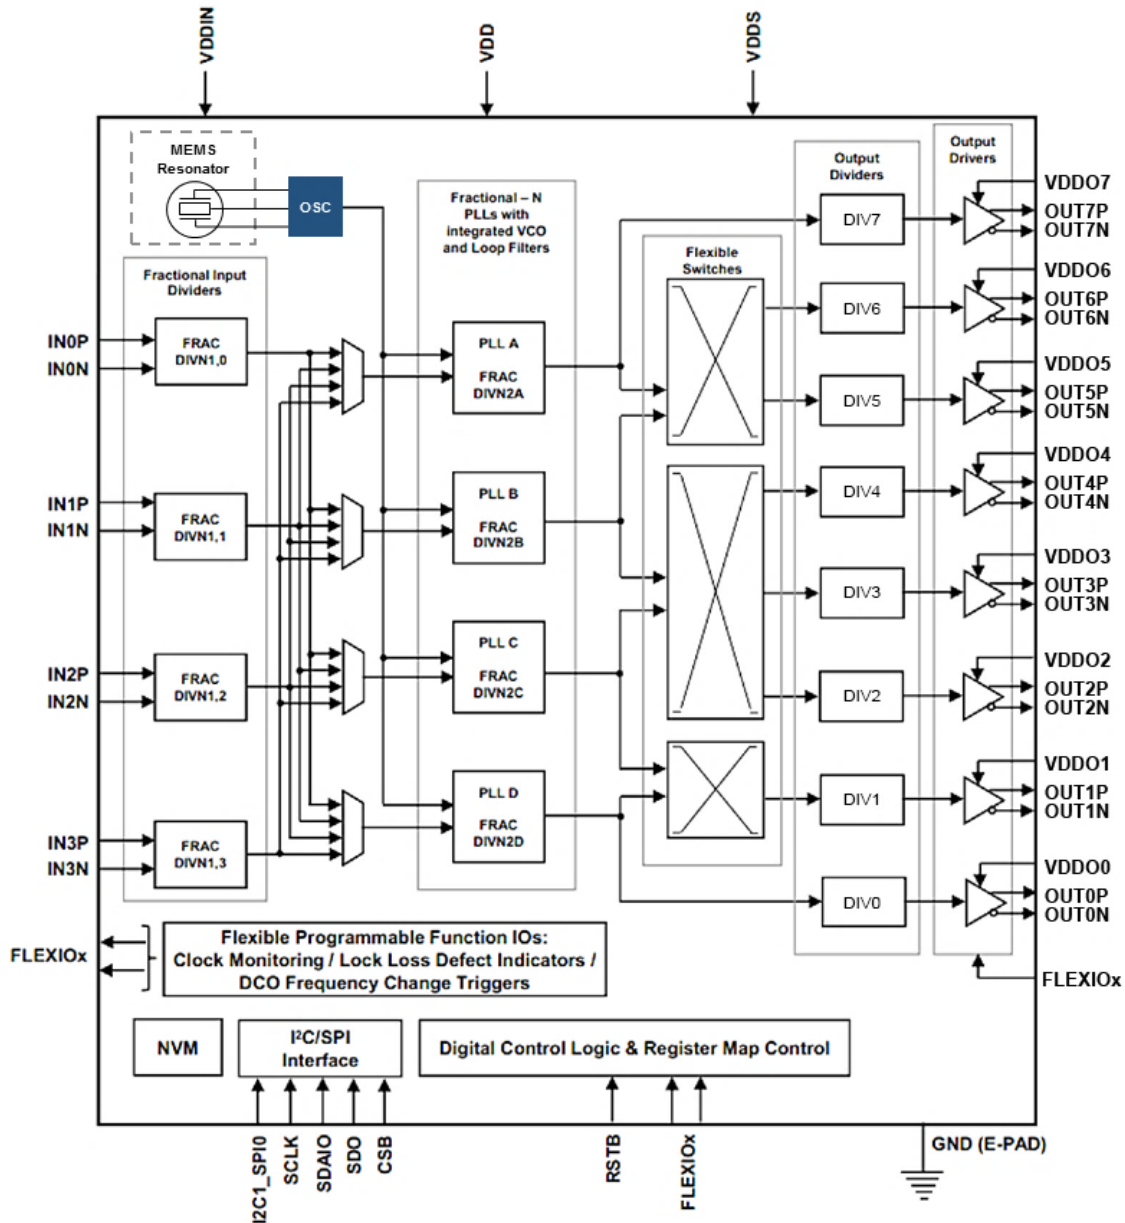 VDDIN
VDD
VDDS
MEMS
Resonator
OSC
Fractional – N
PLLs with
integrated VCO
and Loop Filters
Output
Dividers
Output
Drivers
Fractional Input
Dividers
Flexible
Switches
IN0P
IN0N
FRAC
DIVN1,0
IN1P
IN1N
FRAC
DIVN1,1
IN2P
IN2N
FRAC
DIVN1,2
IN3P
IN3N
FRAC
DIVN1,3
PLL A
FRAC
DIVN2A
PLL B
FRAC
DIVN2B
PLL C
FRAC
DIVN2C
PLL D
FRAC
DIVN2D
DIV7
DIV6
DIV5
DIV4
DIV3
DIV2
DIV1
DIV0
VDDO7
OUT7P
OUT7N
VDDO6
OUT6P
OUT6N
VDDO5
OUT5P
OUT5N
VDDO4
OUT4P
OUT4N
VDDO3
OUT3P
OUT3N
VDDO2
OUT2P
OUT2N
VDDO1
OUT1P
OUT1N
VDDO0
OUT0P
OUT0N
FLEXIOx
FLEXIOx
Flexible Programmable Function IOs:
Clock Monitoring / Lock Loss Defect Indicators /
DCO Frequency Change Triggers
NVM
I²C/SPI
Interface
Digital Control Logic & Register Map Control
I2C1_SPI0
SCLK
SDAIO
SDO
CSB
RSTB
FLEXIOx
GND (E-PAD)